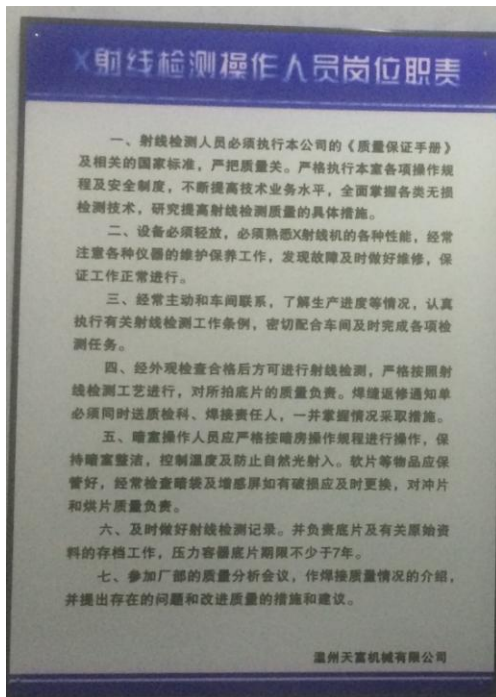 X射线检测操作人员岗位职责
一、射线检测人员必须执行本公司的《质量保证手册》
及相关的国家标准，严把质量关。严格执行本室各项操作规
程及安全制度，不断提高技术业务水平，全面掌握各类无损
检测技术，研究提高射线检测质量的具体措施。
二、设备必须轻放，必须熟悉X射线机的各种性能，经常
注意各种仪器的维护保养工作，发现故障及时做好维修，保
证工作正常进行。
三、经常主动和车间联系，了解生产进度等情况，认真
执行有关射线检测工作条例，密切配合车间及时完成各项检
测任务。
四、经外观检查合格后方可进行射线检测，严格按照射
线检测工艺进行，对所拍底片的质量负责。焊缝返修通知单
必须同时送质检科、焊接责任人，一并掌握情况采取措施。
五、暗室操作人员应严格按暗房操作规程进行操作，保
持暗室整洁，控制温度及防止自然光射入。软片等物品应保
管好，经常检查暗袋及增感屏如有破损应及时更换，对冲片
和烘片质量负责。
六、及时做好射线检测记录。并负责底片及有关原始资
料的存档工作，压力容器底片期限不少于7年。
七、参加厂部的质量分析会议，作焊接质量情况的介绍，
并提出存在的问题和改进质量的措施和建议。
温州天富机械有限公司